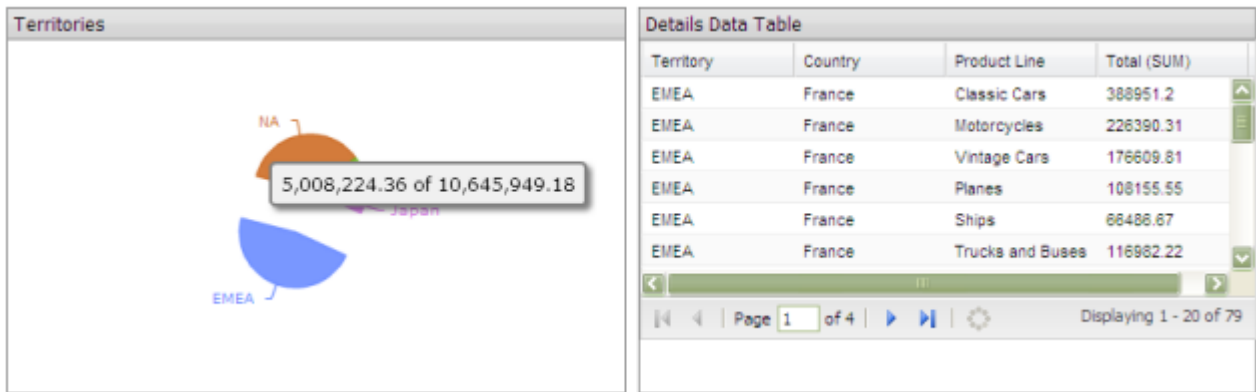 Territories
NA
5,008,224.36 of 10,645,949.18
Japan
EMEA
Details Data Table
Territory Country Product Line Total (SUM)
EMEA France Classic Cars 388951.2
EMEA France Motorcycles 226390.31
EMEA France Vintage Cars 176609.81
EMEA France Planes 108155.55
EMEA France Ships 66486.67
EMEA France Trucks and Buses 116982.22
Page 1 of 4 Displaying 1 - 20 of 79